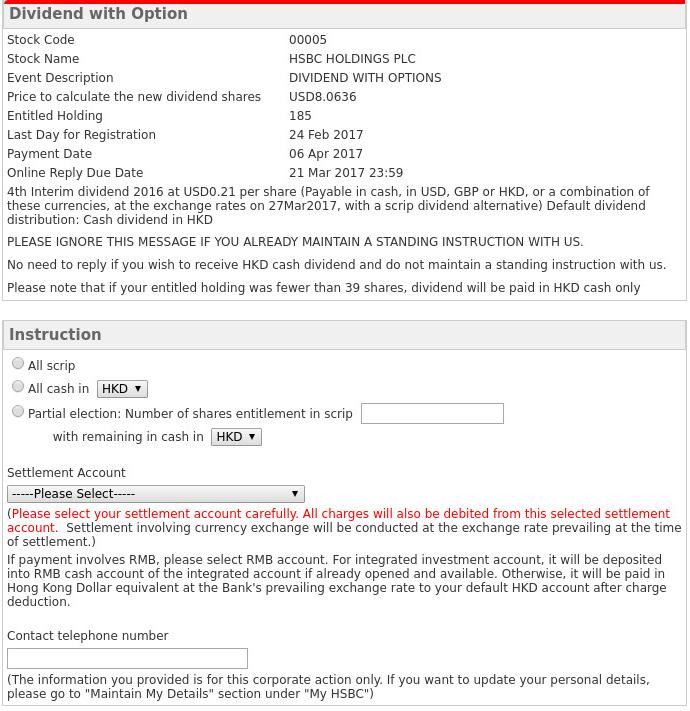 Dividend with Option
Stock Code 00005
Stock Name HSBC HOLDINGS PLC
Event Description DIVIDEND WITH OPTIONS
Price to calculate the new dividend shares USD8.0636
Entitled Holding 185
Last Day for Registration 24 Feb 2017
Payment Date 06 Apr 2017
Online Reply Due Date 21 Mar 2017 23:59
4th Interim dividend 2016 at USD0.21 per share (Payable in cash, in USD, GBP or HKD, or a combination of
these currencies, at the exchange rates on 27Mar2017, with a scrip dividend alternative) Default dividend
distribution: Cash dividend in HKD
PLEASE IGNORE THIS MESSAGE IF YOU ALREADY MAINTAIN A STANDING INSTRUCTION WITH US.
No need to reply if you wish to receive HKD cash dividend and do not maintain a standing instruction with us.
Please note that if your entitled holding was fewer than 39 shares, dividend will be paid in HKD cash only
Instruction
All scrip
All cash in HKD
Partial election: Number of shares entitlement in scrip
with remaining in cash in HKD
Settlement Account
-----Please Select-----
(Please select your settlement account carefully. All charges will also be debited from this selected settlement
account. Settlement involving currency exchange will be conducted at the exchange rate prevailing at the time
of settlement.)
If payment involves RMB, please select RMB account. For integrated investment account, it will be deposited
into RMB cash account of the integrated account if already opened and available. Otherwise, it will be paid in
Hong Kong Dollar equivalent at the Bank's prevailing exchange rate to your default HKD account after charge
deduction.
Contact telephone number
(The information you provided is for this corporate action only. If you want to update your personal details,
please go to "Maintain My Details" section under "My HSBC")